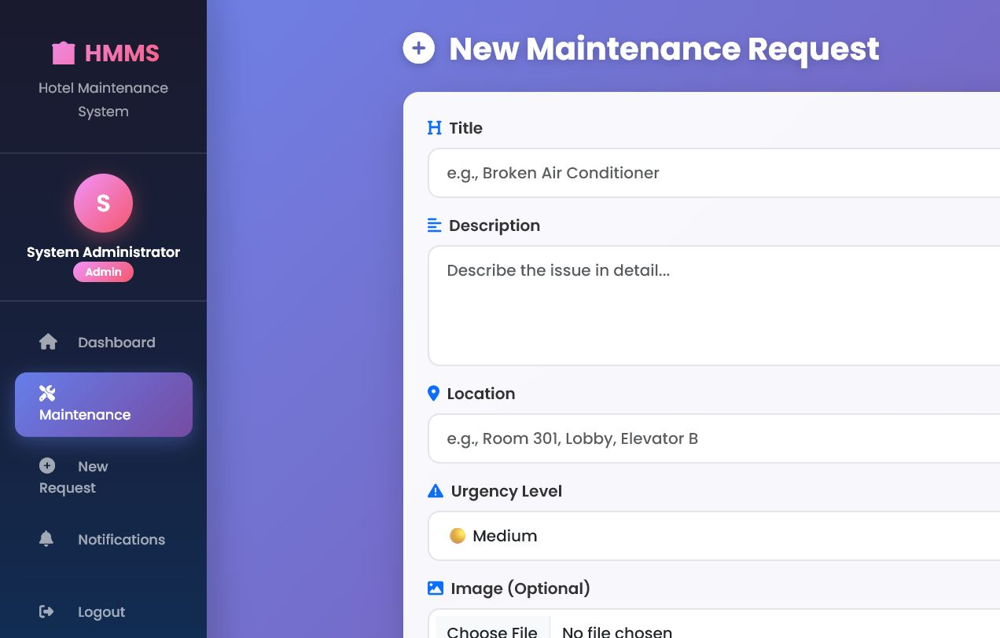 HMMS
Hotel Maintenance
System
S
System Administrator
Admin
Dashboard
Maintenance
New
Request
Notifications
Logout
New Maintenance Request
Title
e.g., Broken Air Conditioner
Description
Describe the issue in detail...
Location
e.g., Room 301, Lobby, Elevator B
Urgency Level
Medium
Image (Optional)
Choose File No file chosen